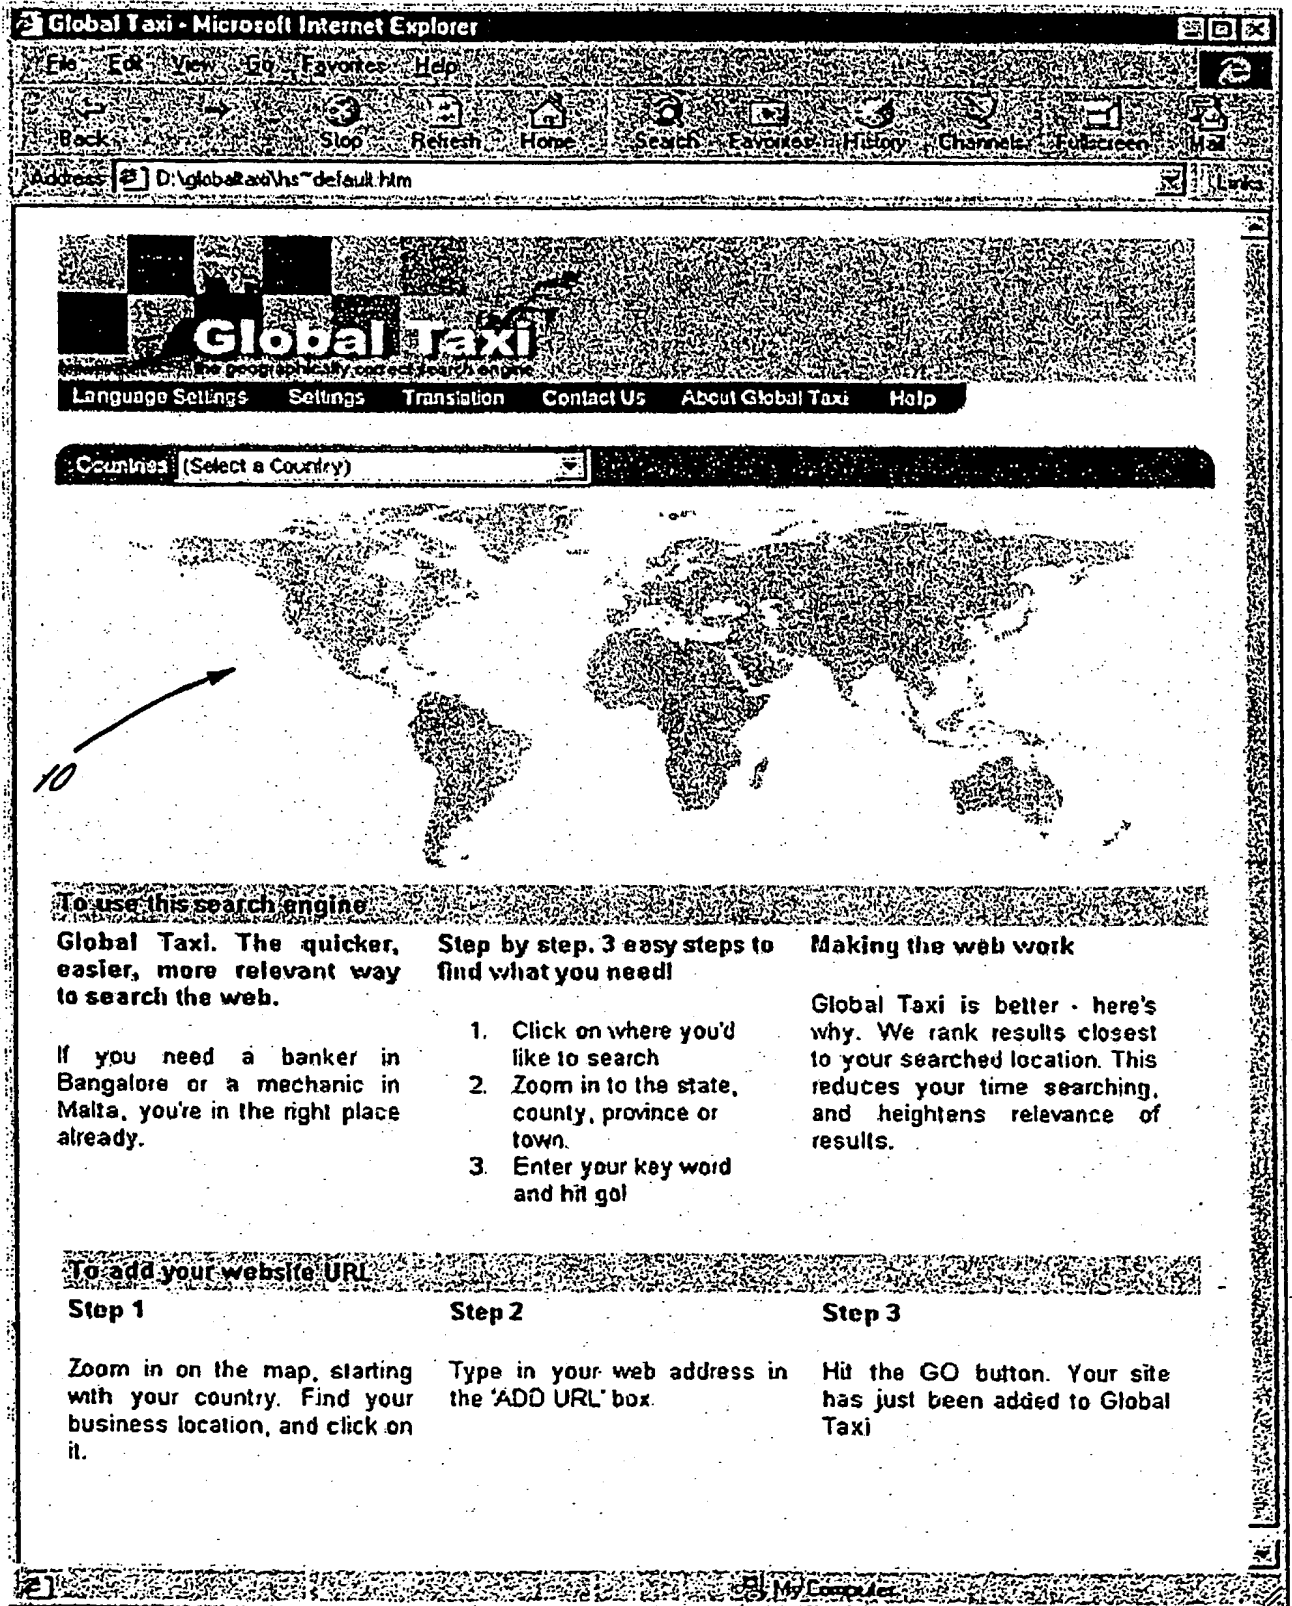 Global Taxi - Microsoft Internet Explorer
File Edit View Go Favorites Help
Back Stop Refresh Home Search Favorites History Channels Fullscreen Mail
Address D:\globaltaxi\hs~default.htm Links
Global Taxi
the geographically correct search engine
Language Settings Settings Translation Contact Us About Global Taxi Help
Countries (Select a Country)
10
To use this search engine
Global Taxi. The quicker,
easier, more relevant way
to search the web.
If you need a banker in
Bangalore or a mechanic in
Malta, you're in the right place
already.
Step by step. 3 easy steps to
find what you need!
1. Click on where you'd
like to search
2. Zoom in to the state,
county, province or
town.
3. Enter your key word
and hit go!
Making the web work
Global Taxi is better - here's
why. We rank results closest
to your searched location. This
reduces your time searching,
and heightens relevance of
results.
To add your website URL
Step 1
Zoom in on the map, starting
with your country. Find your
business location, and click on
it.
Step 2
Type in your web address in
the 'ADD URL' box.
Step 3
Hit the GO button. Your site
has just been added to Global
Taxi
My Computer